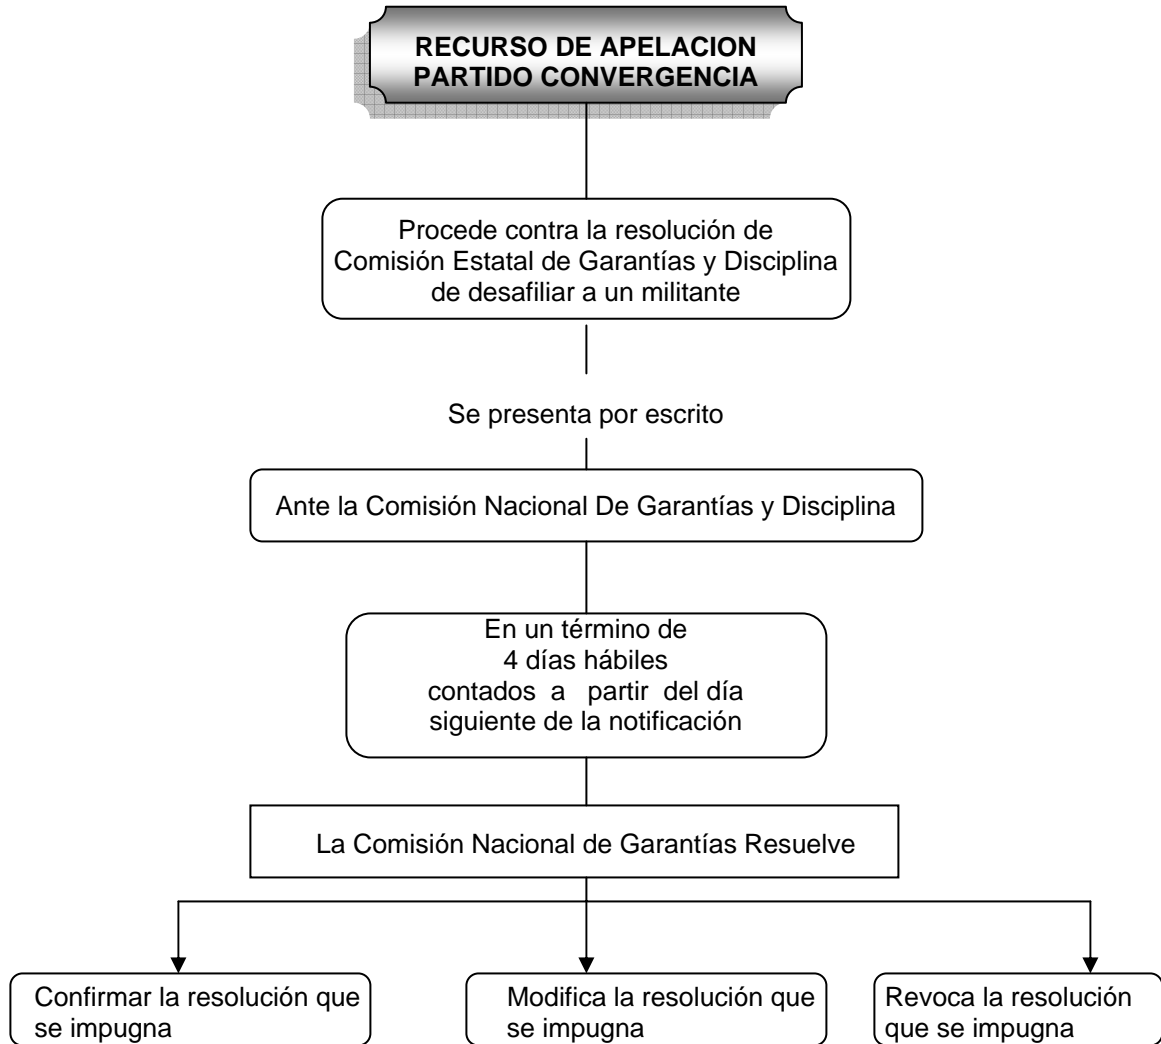 RECURSO DE APELACION
PARTIDO CONVERGENCIA
Procede contra la resolución de
Comisión Estatal de Garantías y Disciplina
de desafiliar a un militante
Se presenta por escrito
Ante la Comisión Nacional De Garantías y Disciplina
En un término de
4 días hábiles
contados a partir del día
siguiente de la notificación
La Comisión Nacional de Garantías Resuelve
Confirmar la resolución que
se impugna
Modifica la resolución que
se impugna
Revoca la resolución
que se impugna